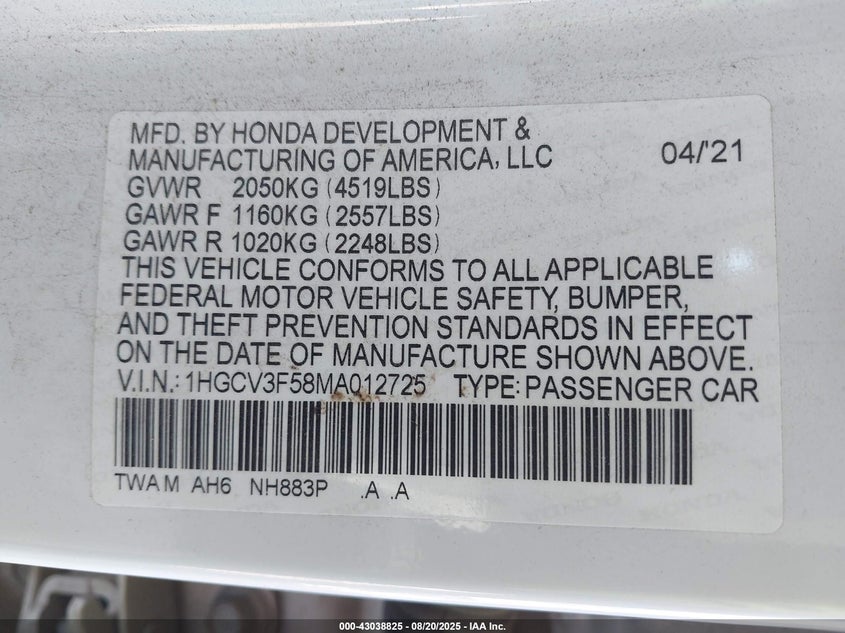 MFD. BY HONDA DEVELOPMENT &
MANUFACTURING OF AMERICA, LLC 04/'21
GVWR 2050KG (4519LBS)
GAWR F 1160KG (2557LBS)
GAWR R 1020KG (2248LBS)
THIS VEHICLE CONFORMS TO ALL APPLICABLE
FEDERAL MOTOR VEHICLE SAFETY, BUMPER,
AND THEFT PREVENTION STANDARDS IN EFFECT
ON THE DATE OF MANUFACTURE SHOWN ABOVE.
V.I.N.: 1HGCV3F58MA012725 TYPE: PASSENGER CAR
TWA M AH6 NH883P .A .A
000-43038825 - 08/20/2025 - IAA Inc.